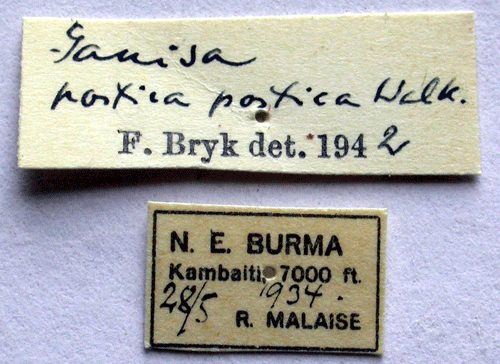 Ganisa
postica postica Walk.
F. Bryk det. 1942
N. E. BURMA
Kambaiti, 7000 ft.
28/5 1934.
R. MALAISE